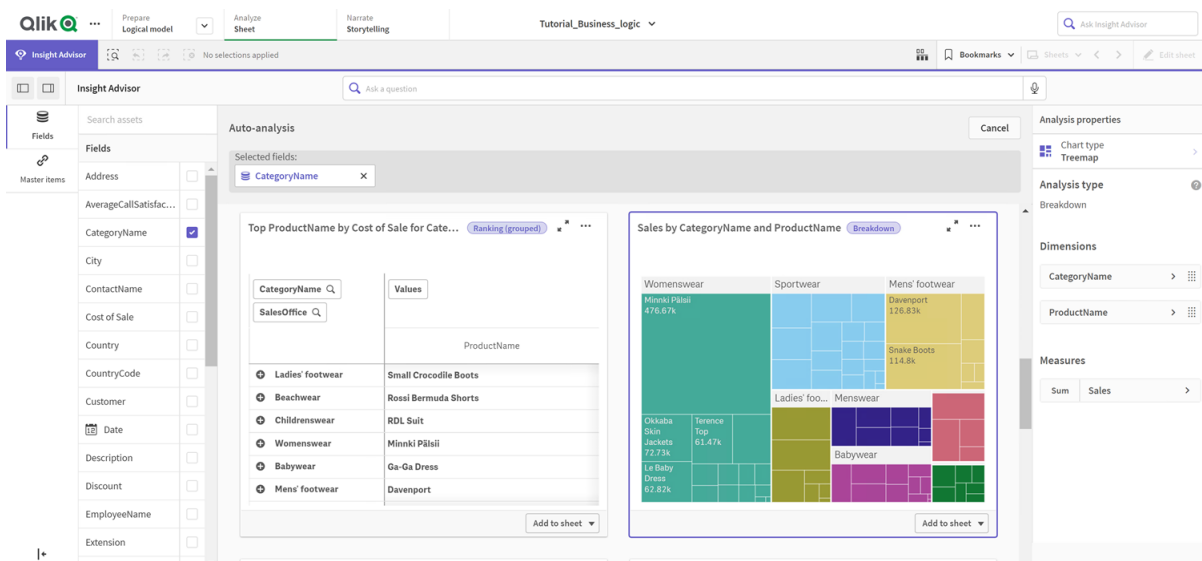 Qlik
Prepare
Logical model
Analyze
Sheet
Narrate
Storytelling
Tutorial_Business_logic
Ask Insight Advisor
Insight Advisor
No selections applied
Bookmarks
Sheets
Edit sheet
Insight Advisor
Ask a question
Fields
Master items
Search assets
Fields
Address
AverageCallSatisfac...
CategoryName
City
ContactName
Cost of Sale
Country
CountryCode
Customer
Date
Description
Discount
EmployeeName
Extension
Auto-analysis
Cancel
Selected fields:
CategoryName
Top ProductName by Cost of Sale for Cate...
Ranking (grouped)
CategoryName
Values
SalesOffice
ProductName
Ladies' footwear Small Crocodile Boots
Beachwear Rossi Bermuda Shorts
Childrenswear RDL Suit
Womenswear Minnki Pälsii
Babywear Ga-Ga Dress
Mens' footwear Davenport
Add to sheet
Sales by CategoryName and ProductName
Breakdown
Womenswear
Minnki Pälsii
476.67k
Okkaba
Skin
Jackets
72.73k
Terence
Top
61.47k
Le Baby
Dress
62.82k
Sportwear
Mens' footwear
Davenport
126.83k
Snake Boots
114.8k
Ladies' foo...
Menswear
Babywear
Add to sheet
Analysis properties
Chart type
Treemap
Analysis type
Breakdown
Dimensions
CategoryName
ProductName
Measures
Sum Sales